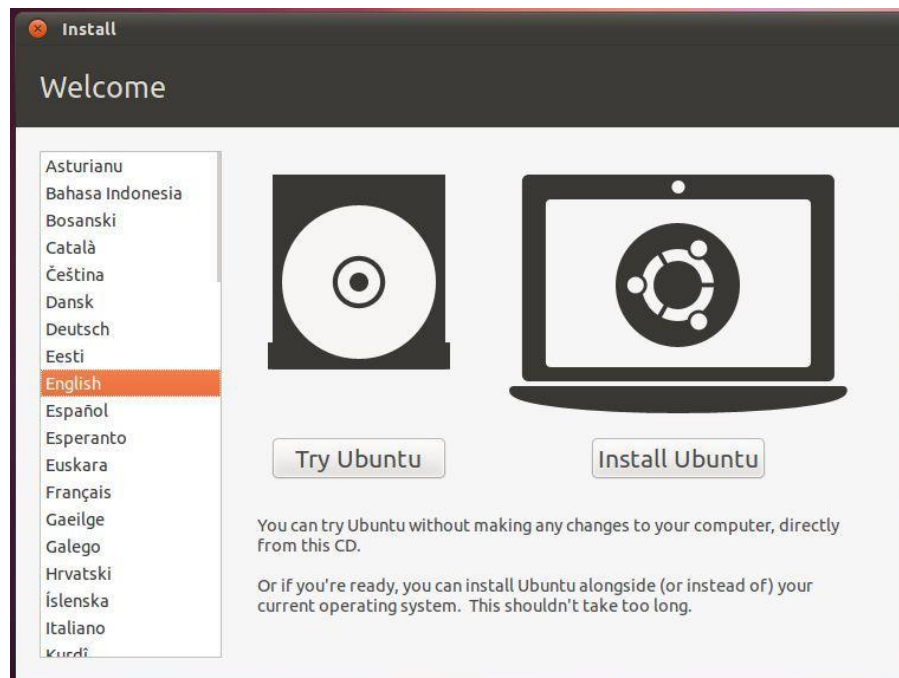 Install
Welcome
Asturianu
Bahasa Indonesia
Bosanski
Català
Čeština
Dansk
Deutsch
Eesti
English
Español
Esperanto
Euskara
Français
Gaeilge
Galego
Hrvatski
Íslenska
Italiano
Kurdî
Try Ubuntu
Install Ubuntu
You can try Ubuntu without making any changes to your computer, directly
from this CD.
Or if you're ready, you can install Ubuntu alongside (or instead of) your
current operating system. This shouldn't take too long.